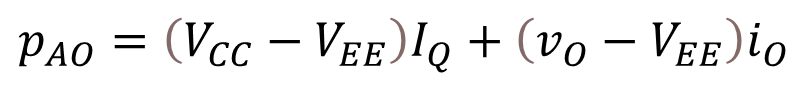 p_{AO} = (V_{CC} − V_{EE})I_Q + (v_O − V_{EE})i_O